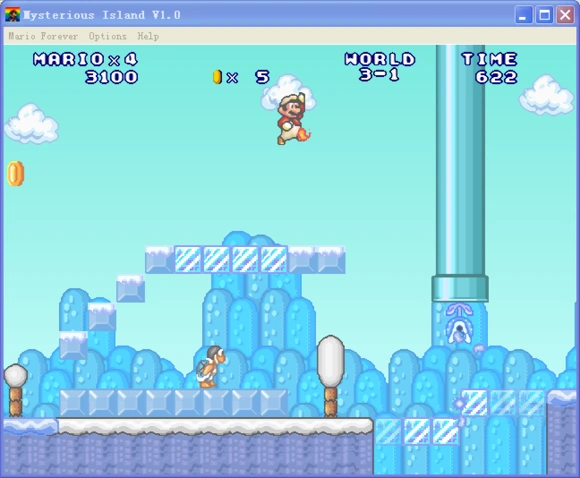 Mysterious Island V1.0
Mario Forever Options Help
MARIO×4 WORLD TIME
3100 ×5 3-1 622